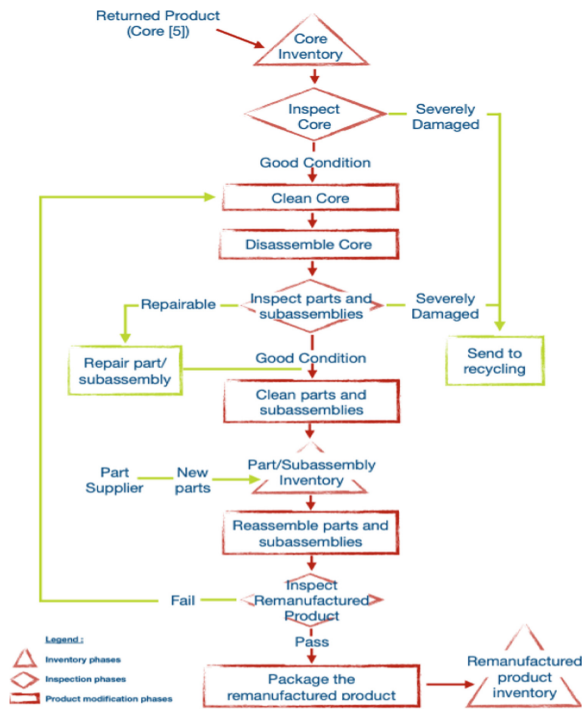 Returned Product
(Core [5])
Core
Inventory
Inspect
Core
Severely
Damaged
Good Condition
Clean Core
Disassemble Core
Repairable
Inspect parts and
subassemblies
Severely
Damaged
Repair part/
subassembly
Good Condition
Send to
recycling
Clean parts and
subassemblies
Part
Supplier
New
parts
Part/Subassembly
Inventory
Reassemble parts and
subassemblies
Fail
Inspect
Remanufactured
Product
Pass
Package the
remanufactured product
Remanufactured
product
inventory
Legend :
Inventory phases
Inspection phases
Product modification phases